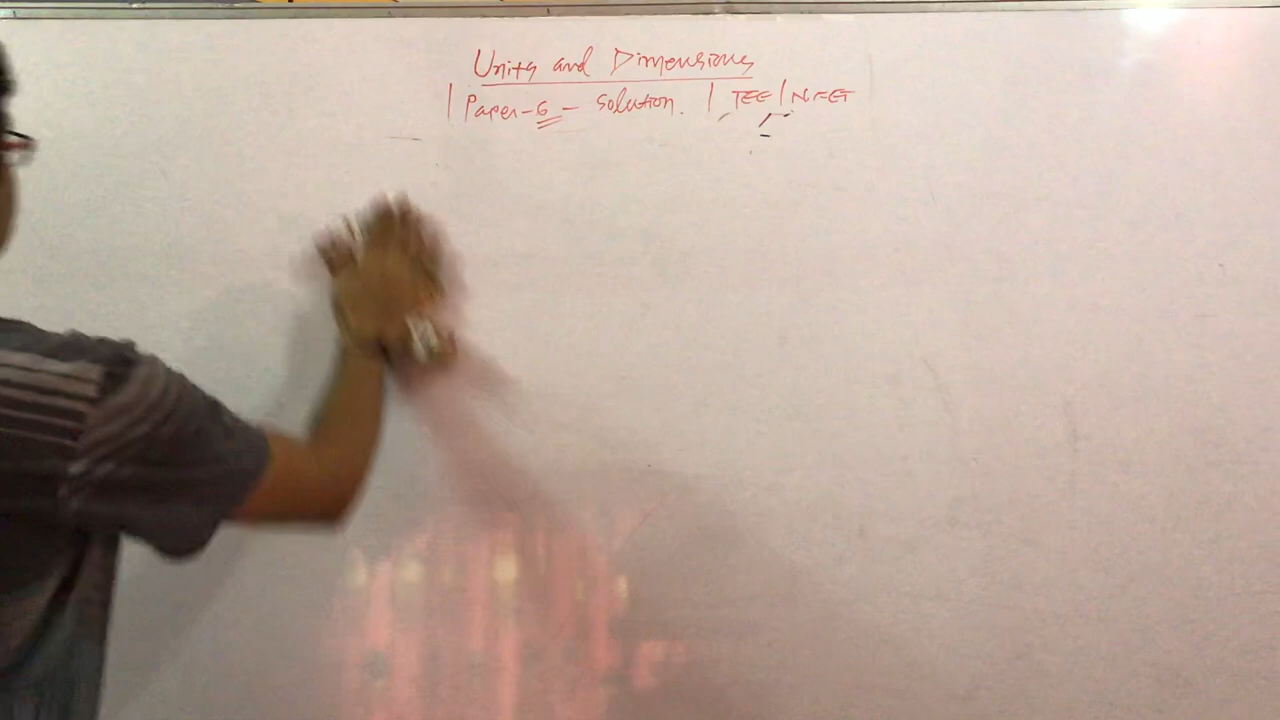 Units and Dimensions
| Paper-6 - Solution. | JEE | NEET